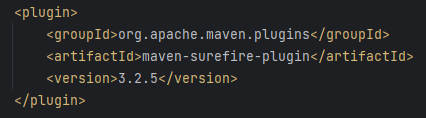 <plugin>
    <groupId>org.apache.maven.plugins</groupId>
    <artifactId>maven-surefire-plugin</artifactId>
    <version>3.2.5</version>
</plugin>